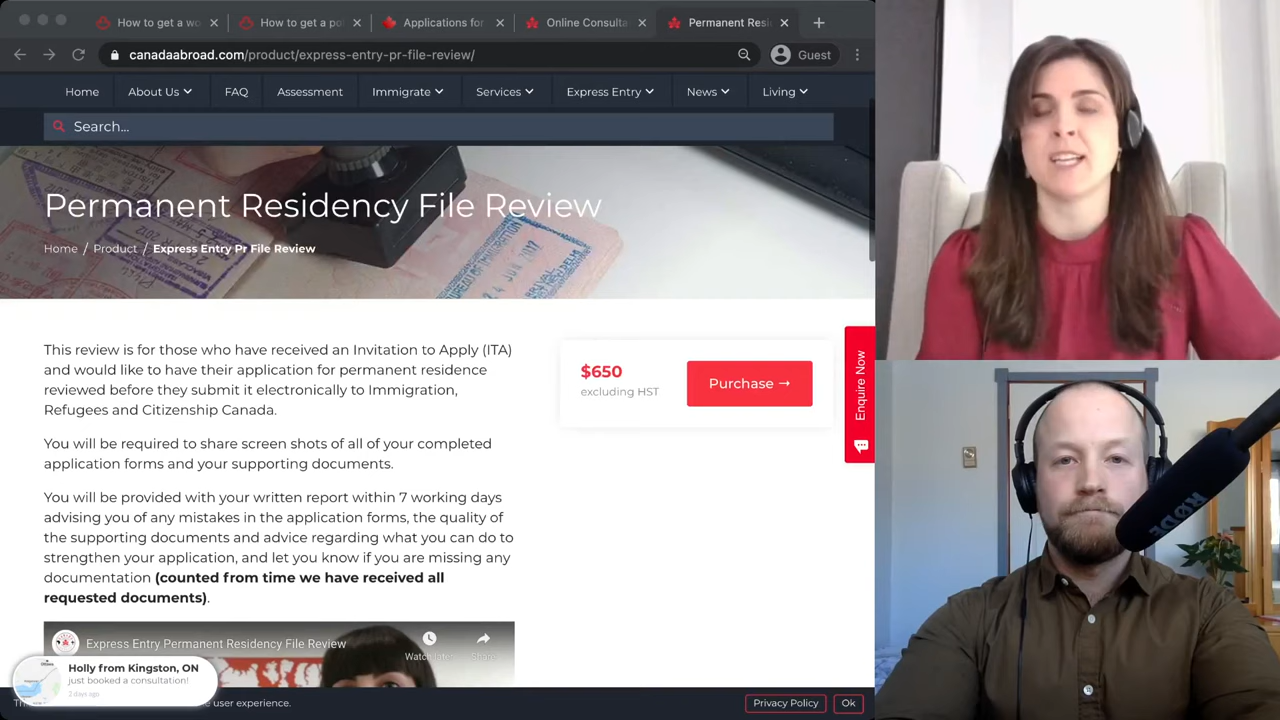 How to get a wo
How to get a po
Applications for
Online Consulta
Permanent Resi
canadaabroad.com/product/express-entry-pr-file-review/
Guest
Home
About Us
FAQ
Assessment
Immigrate
Services
Express Entry
News
Living
Search...
Permanent Residency File Review
Home / Product / Express Entry Pr File Review
This review is for those who have received an Invitation to Apply (ITA)
and would like to have their application for permanent residence
reviewed before they submit it electronically to Immigration,
Refugees and Citizenship Canada.
You will be required to share screen shots of all of your completed
application forms and your supporting documents.
You will be provided with your written report within 7 working days
advising you of any mistakes in the application forms, the quality of
the supporting documents and advice regarding what you can do to
strengthen your application, and let you know if you are missing any
documentation (counted from time we have received all
requested documents).
$650
excluding HST
Purchase →
Enquire Now
Express Entry Permanent Residency File Review
Watch later
Share
Holly from Kingston, ON
just booked a consultation!
2 days ago
user experience.
Privacy Policy
Ok
RØDE